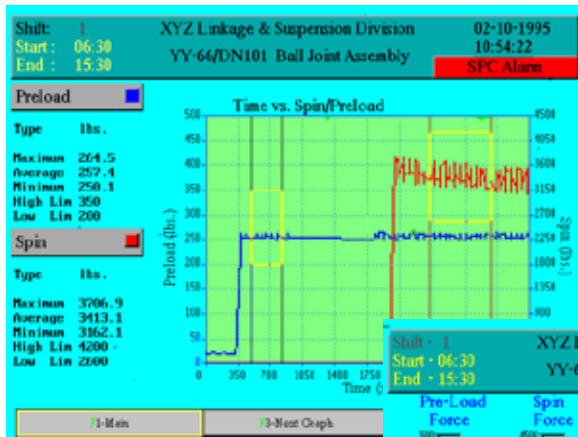 Shift: 1
Start : 06:30
End : 15:30
XYZ Linkage & Suspension Division
YY-66/DN101 Ball Joint Assembly
02-10-1995
10:54:22
SPC Alarm
Preload
Type lbs.
Maximum 264.5
Average 257.4
Minimum 250.1
High Lim 350
Low Lim 200
Spin
Type lbs.
Maximum 3706.9
Average 3413.1
Minimum 3162.1
High Lim 4200
Low Lim 2600
Time vs. Spin/Preload
500
450
400
350
300
250
200
150
100
50
0
Preload (lbs.)
4500
4050
3600
3150
2700
2250
1800
Spin (lbs.)
0 350 700 1050 1400 1750
Time
F1-Main
F3-Next Graph
Shift - 1
Start - 06:30
End - 15:30
XYZ
YY-
Pre-Load
Force
Spin
Force